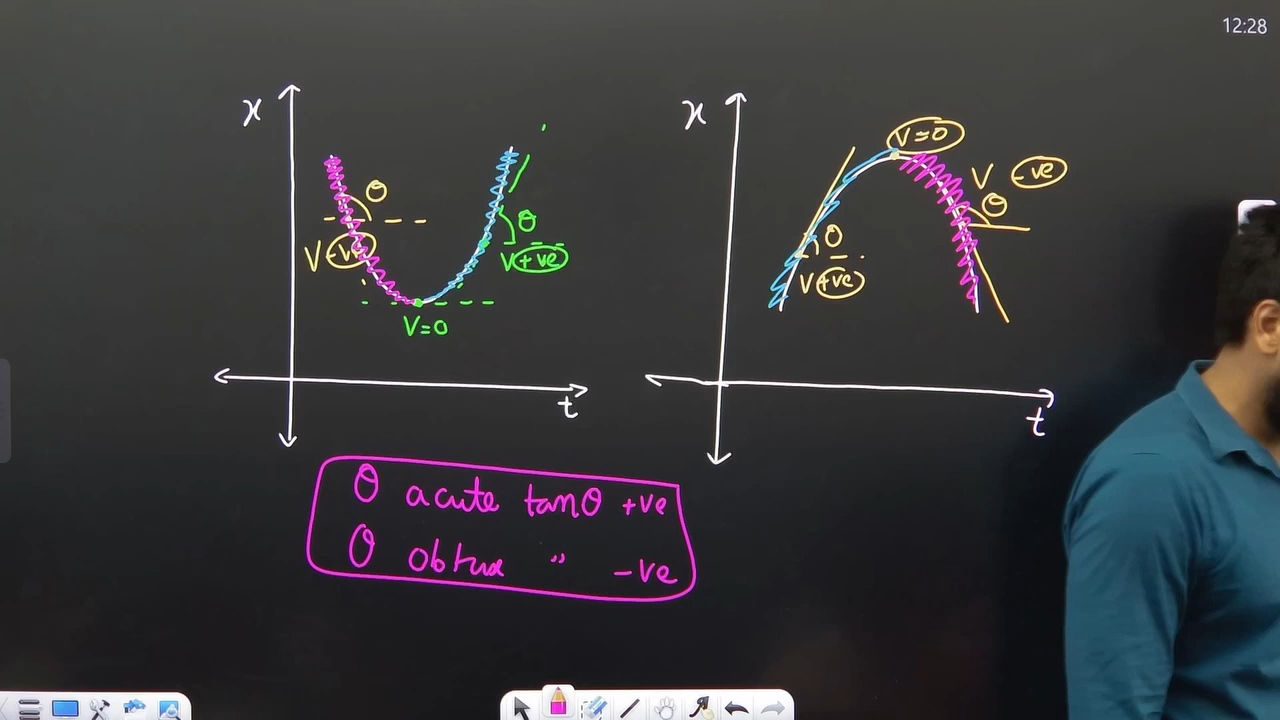 12:28
x
θ
V -ve
V=0
θ
V +ve
t
x
V=0
V -ve
θ
θ
V +ve
t
θ acute tanθ +ve
θ obtuse " -ve